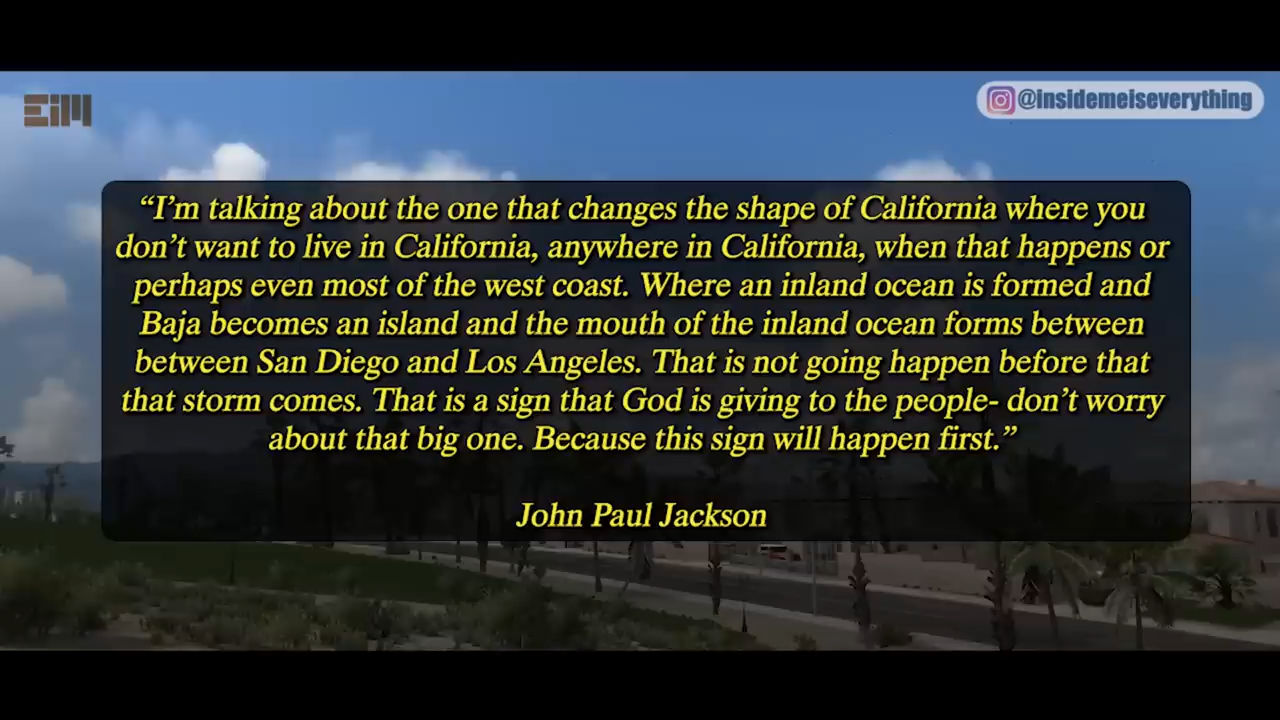 EiM
@insidemeiseverything
“I’m talking about the one that changes the shape of California where you
don’t want to live in California, anywhere in California, when that happens or
perhaps even most of the west coast. Where an inland ocean is formed and
Baja becomes an island and the mouth of the inland ocean forms between
between San Diego and Los Angeles. That is not going happen before that
that storm comes. That is a sign that God is giving to the people- don’t worry
about that big one. Because this sign will happen first.”
John Paul Jackson